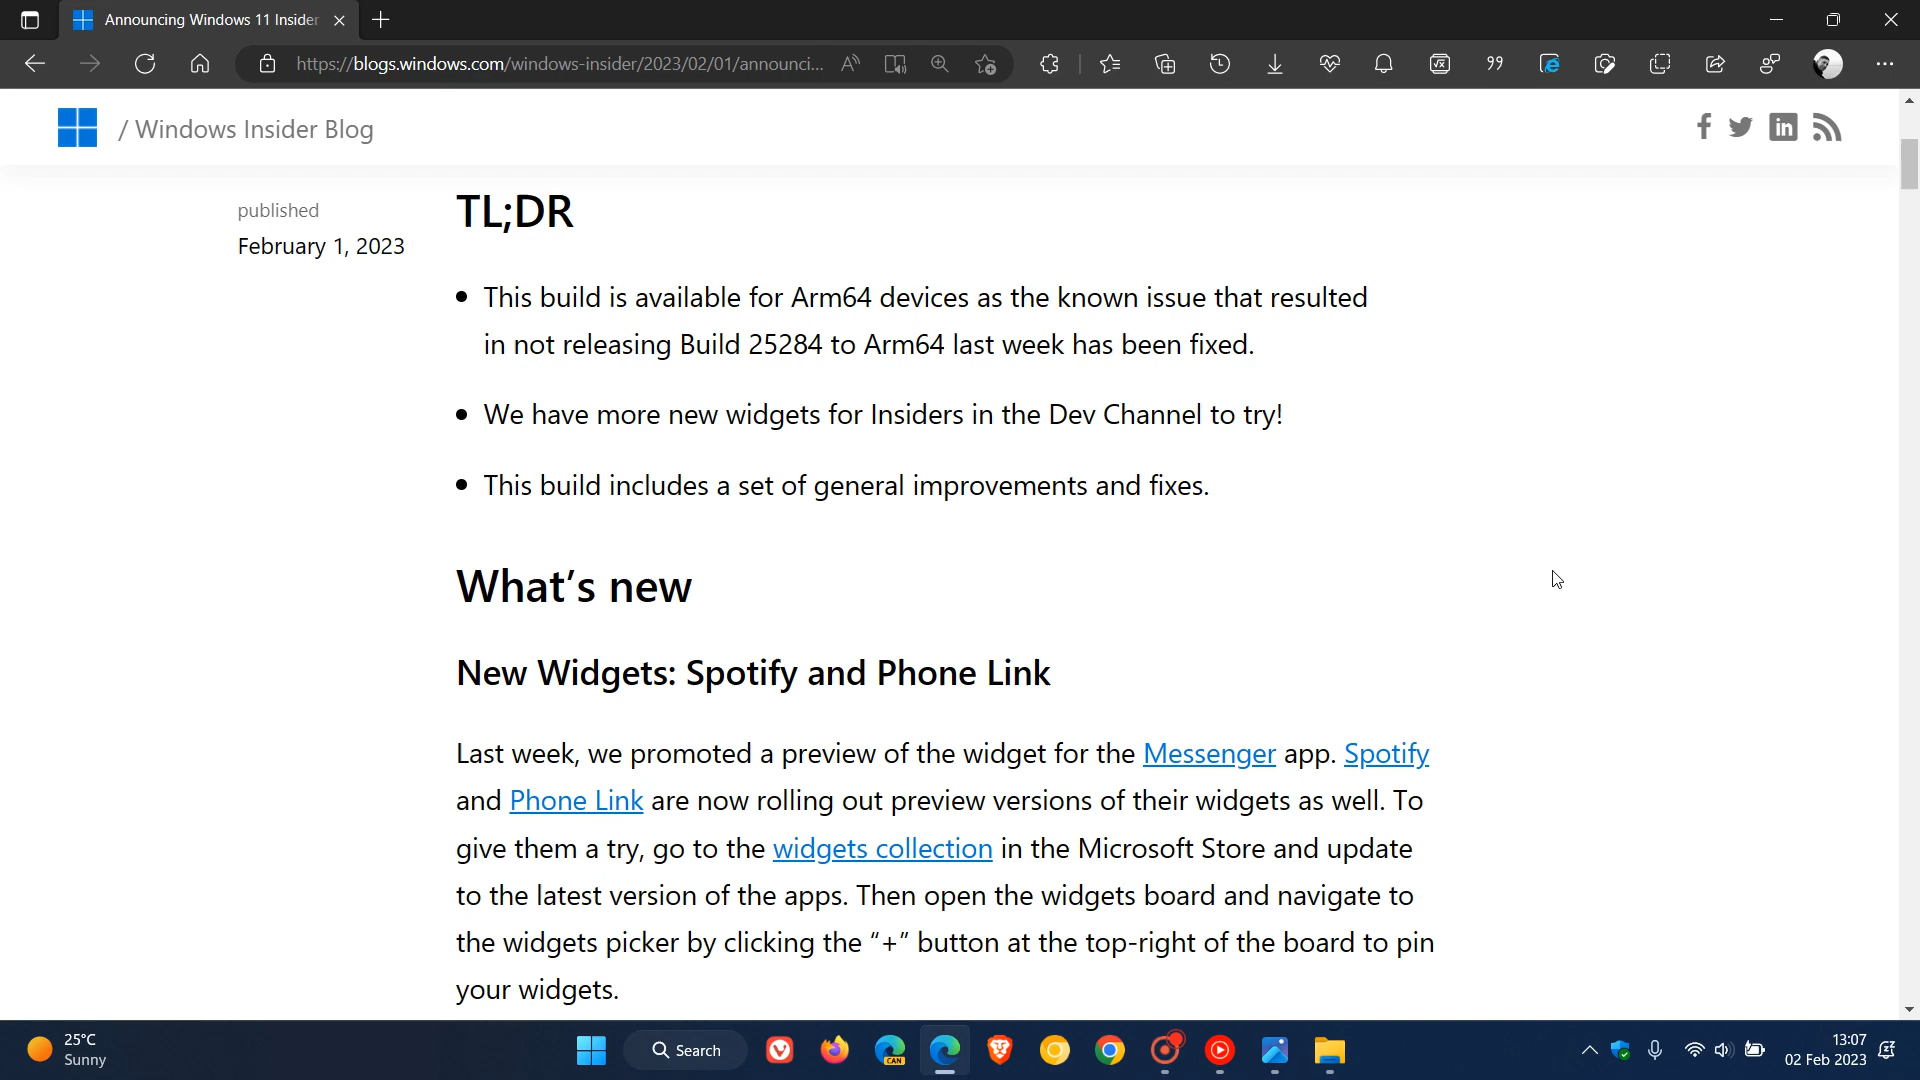 Announcing Windows 11 Insider
https://blogs.windows.com/windows-insider/2023/02/01/announci...
/ Windows Insider Blog
published
February 1, 2023
TL;DR
• This build is available for Arm64 devices as the known issue that resulted
in not releasing Build 25284 to Arm64 last week has been fixed.
• We have more new widgets for Insiders in the Dev Channel to try!
• This build includes a set of general improvements and fixes.
What’s new
New Widgets: Spotify and Phone Link
Last week, we promoted a preview of the widget for the Messenger app. Spotify
and Phone Link are now rolling out preview versions of their widgets as well. To
give them a try, go to the widgets collection in the Microsoft Store and update
to the latest version of the apps. Then open the widgets board and navigate to
the widgets picker by clicking the “+” button at the top-right of the board to pin
your widgets.
25°C
Sunny
Search
CAN
13:07
02 Feb 2023